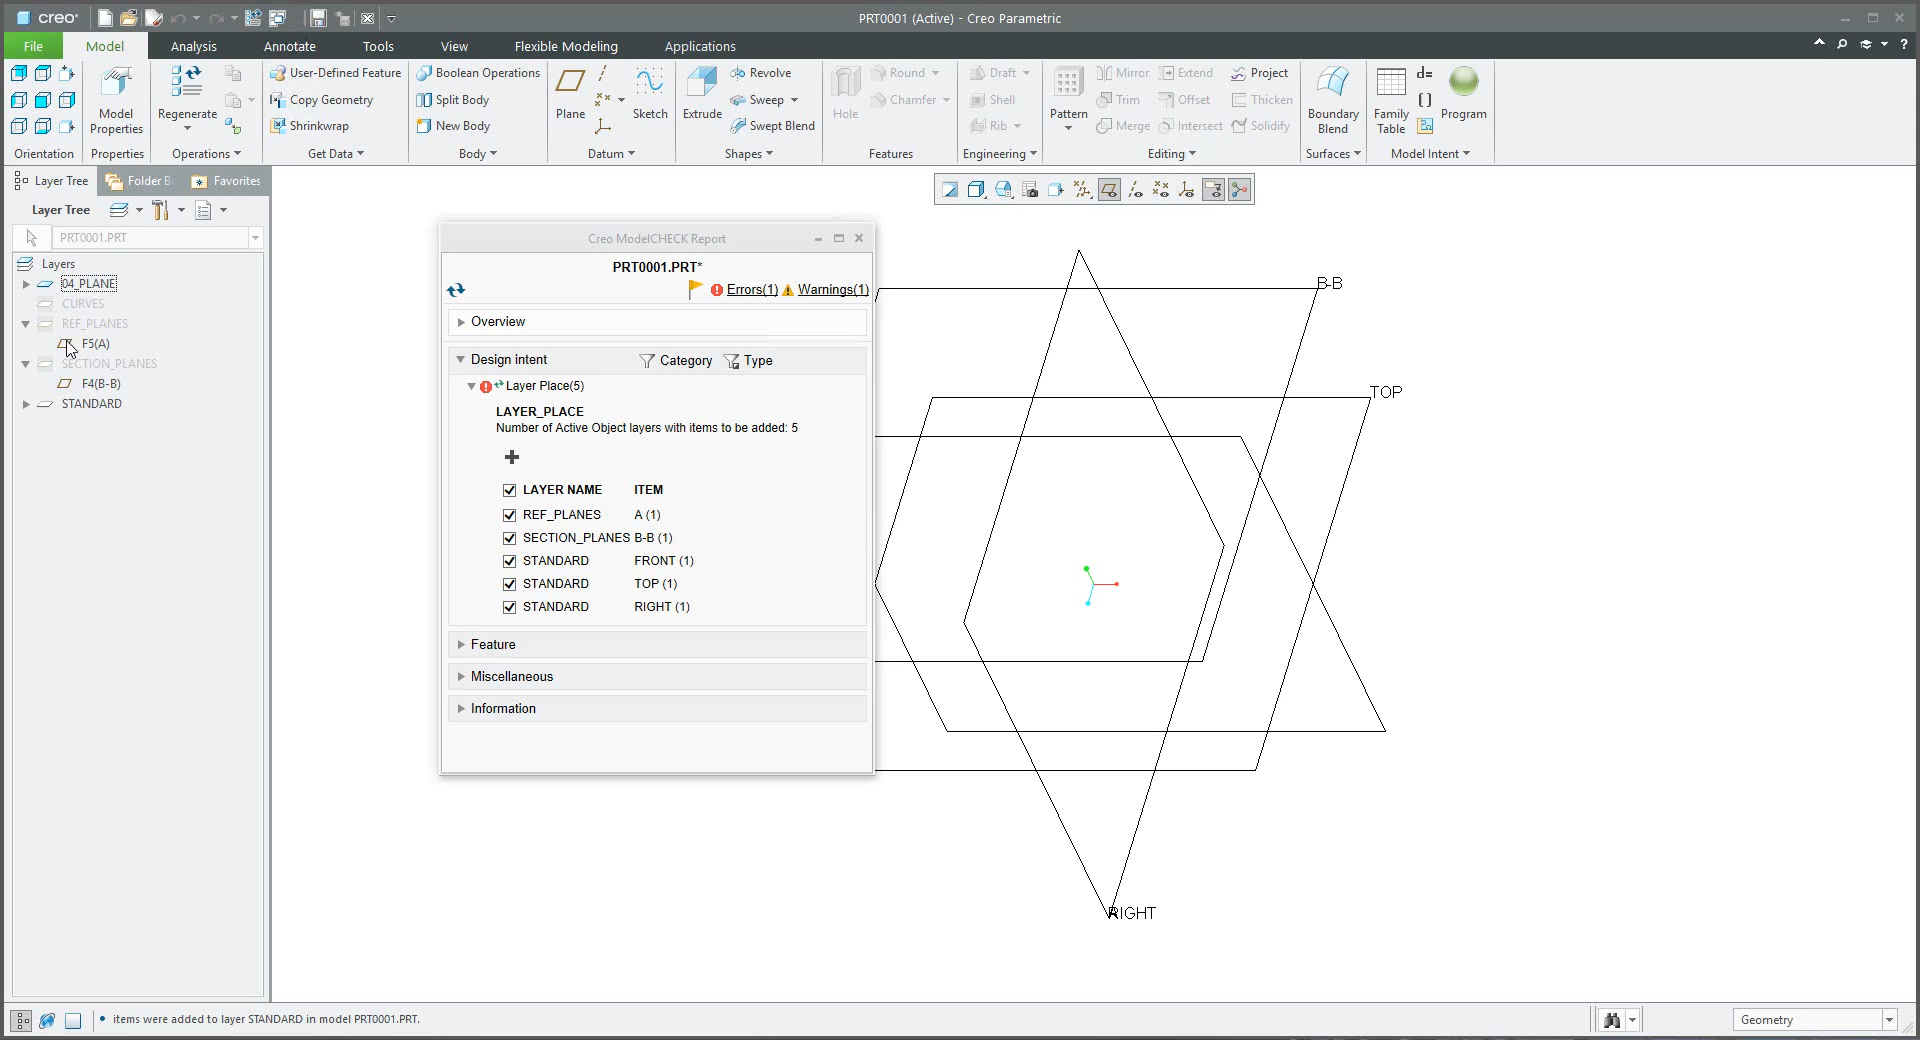 creo®
PRT0001 (Active) - Creo Parametric
File Model Analysis Annotate Tools View Flexible Modeling Applications
Model Properties
Regenerate
User-Defined Feature
Copy Geometry
Shrinkwrap
Boolean Operations
Split Body
New Body
Plane
Sketch
Extrude
Revolve
Sweep
Swept Blend
Hole
Round
Chamfer
Draft
Shell
Rib
Pattern
Mirror Extend Project
Trim Offset Thicken
Merge Intersect Solidify
Boundary Blend
Family Table
d=
Program
Orientation Properties Operations Get Data Body Datum Shapes Features Engineering Editing Surfaces Model Intent
Layer Tree Folder B Favorites
Layer Tree
PRT0001.PRT
Layers
04_PLANE
CURVES
REF_PLANES
F5(A)
SECTION_PLANES
F4(B-B)
STANDARD
Creo ModelCHECK Report
PRT0001.PRT*
Errors(1) Warnings(1)
Overview
Design intent Category Type
Layer Place(5)
LAYER_PLACE
Number of Active Object layers with items to be added: 5
LAYER NAME ITEM
REF_PLANES A (1)
SECTION_PLANES B-B (1)
STANDARD FRONT (1)
STANDARD TOP (1)
STANDARD RIGHT (1)
Feature
Miscellaneous
Information
B-B
TOP
RIGHT
• items were added to layer STANDARD in model PRT0001.PRT.
Geometry